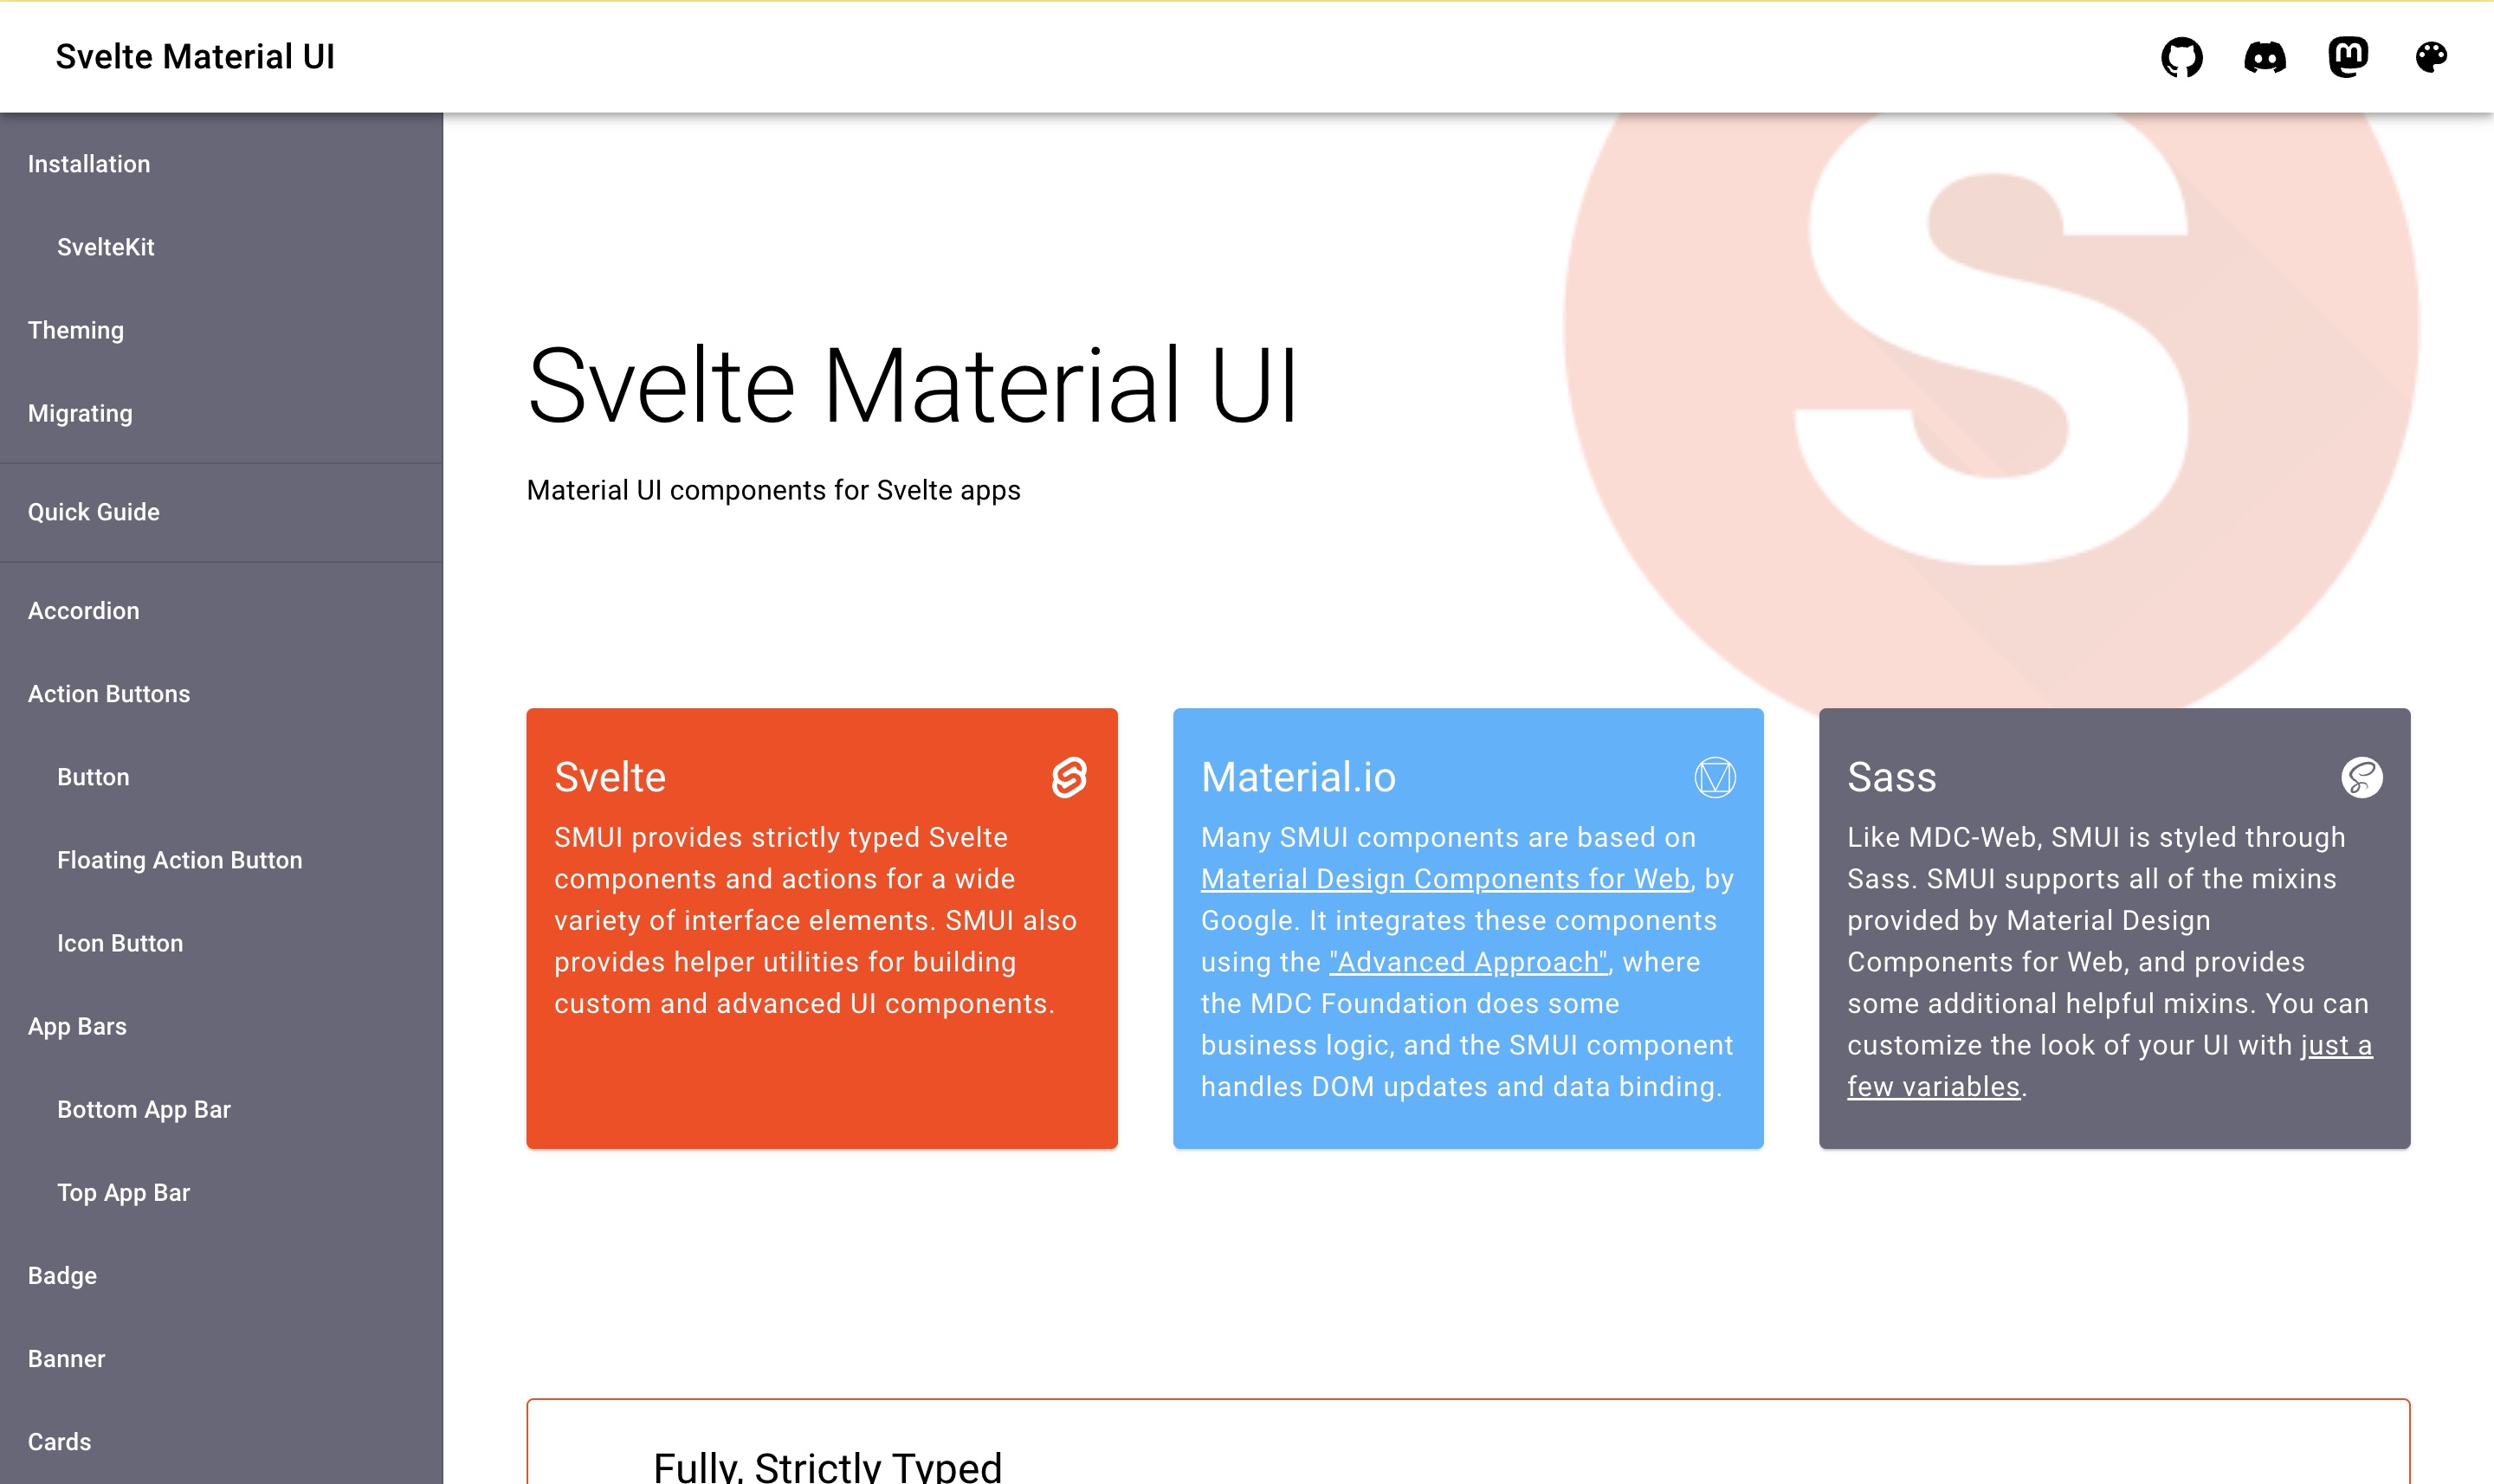 Svelte Material UI
Installation
SvelteKit
Theming
Migrating
Quick Guide
Accordion
Action Buttons
Button
Floating Action Button
Icon Button
App Bars
Bottom App Bar
Top App Bar
Badge
Banner
Cards
Svelte Material UI
Material UI components for Svelte apps
Svelte
SMUI provides strictly typed Svelte
components and actions for a wide
variety of interface elements. SMUI also
provides helper utilities for building
custom and advanced UI components.
Material.io
Many SMUI components are based on
Material Design Components for Web, by
Google. It integrates these components
using the "Advanced Approach", where
the MDC Foundation does some
business logic, and the SMUI component
handles DOM updates and data binding.
Sass
Like MDC-Web, SMUI is styled through
Sass. SMUI supports all of the mixins
provided by Material Design
Components for Web, and provides
some additional helpful mixins. You can
customize the look of your UI with just a
few variables.
Fully, Strictly Typed